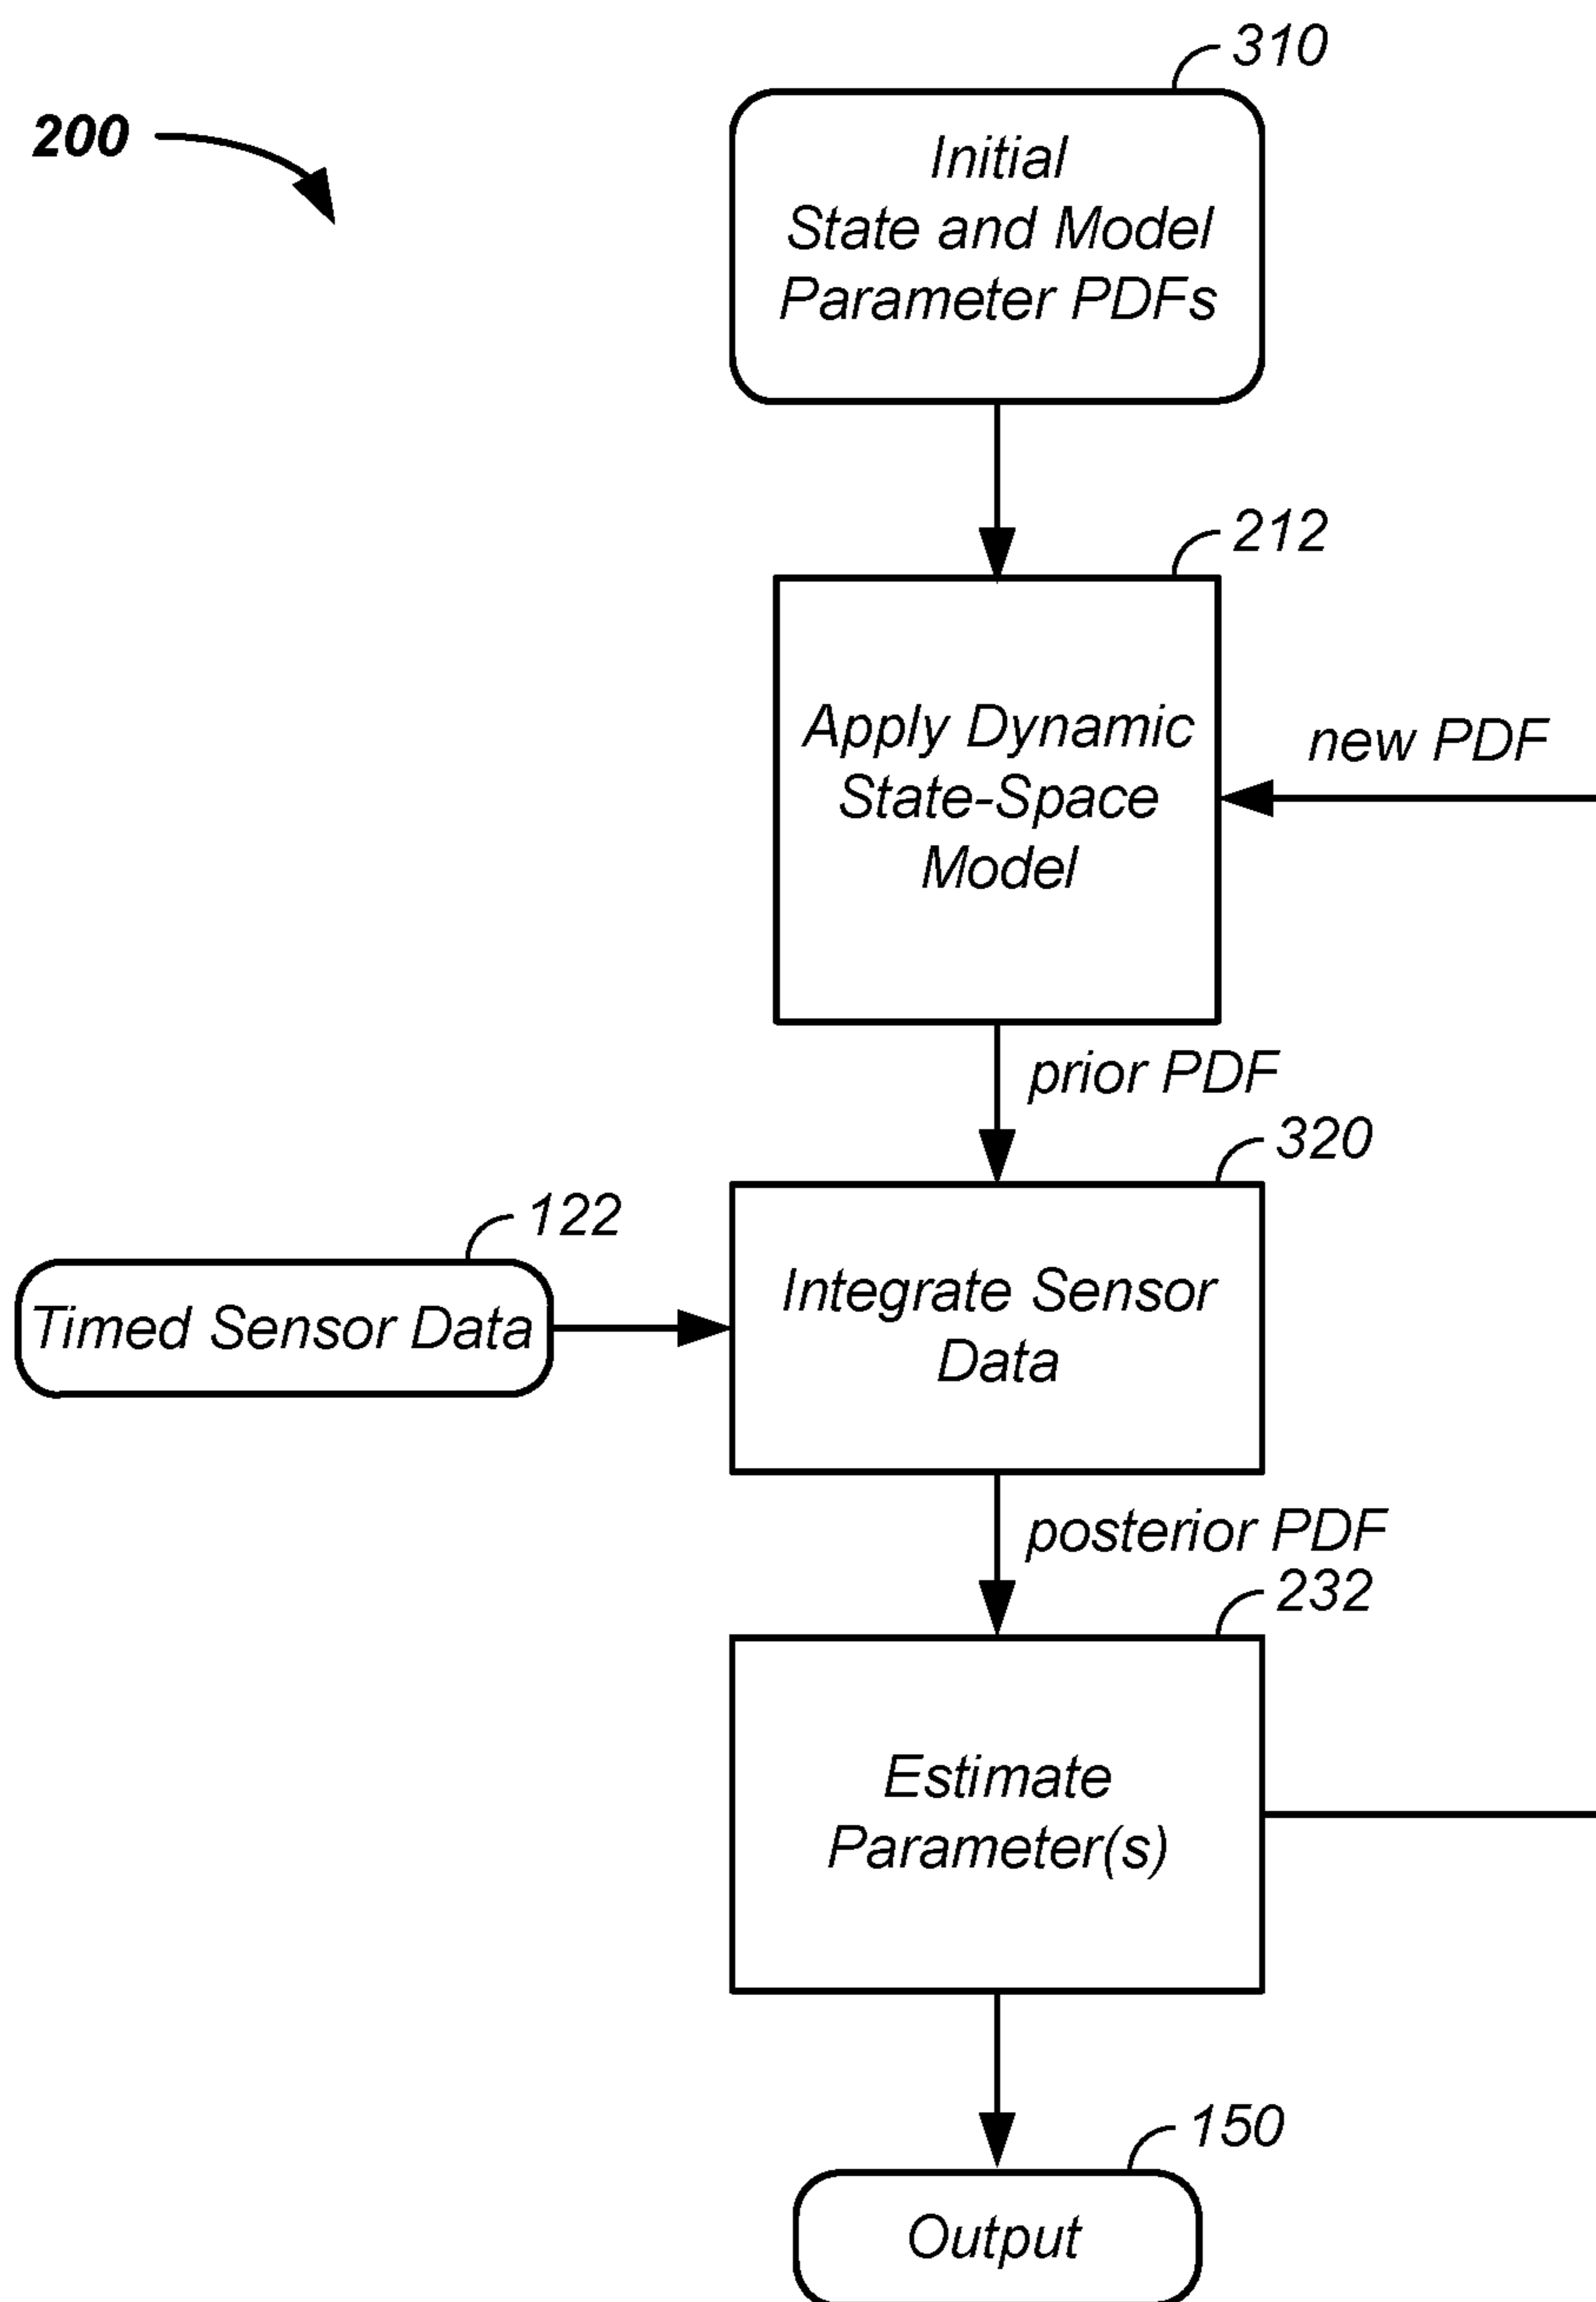 310
200
Initial
State and Model
Parameter PDFs
212
Apply Dynamic
State-Space
Model
new PDF
prior PDF
320
122
Integrate Sensor
Data
Timed Sensor Data
posterior PDF
232
Estimate
Parameter(s)
150
Output